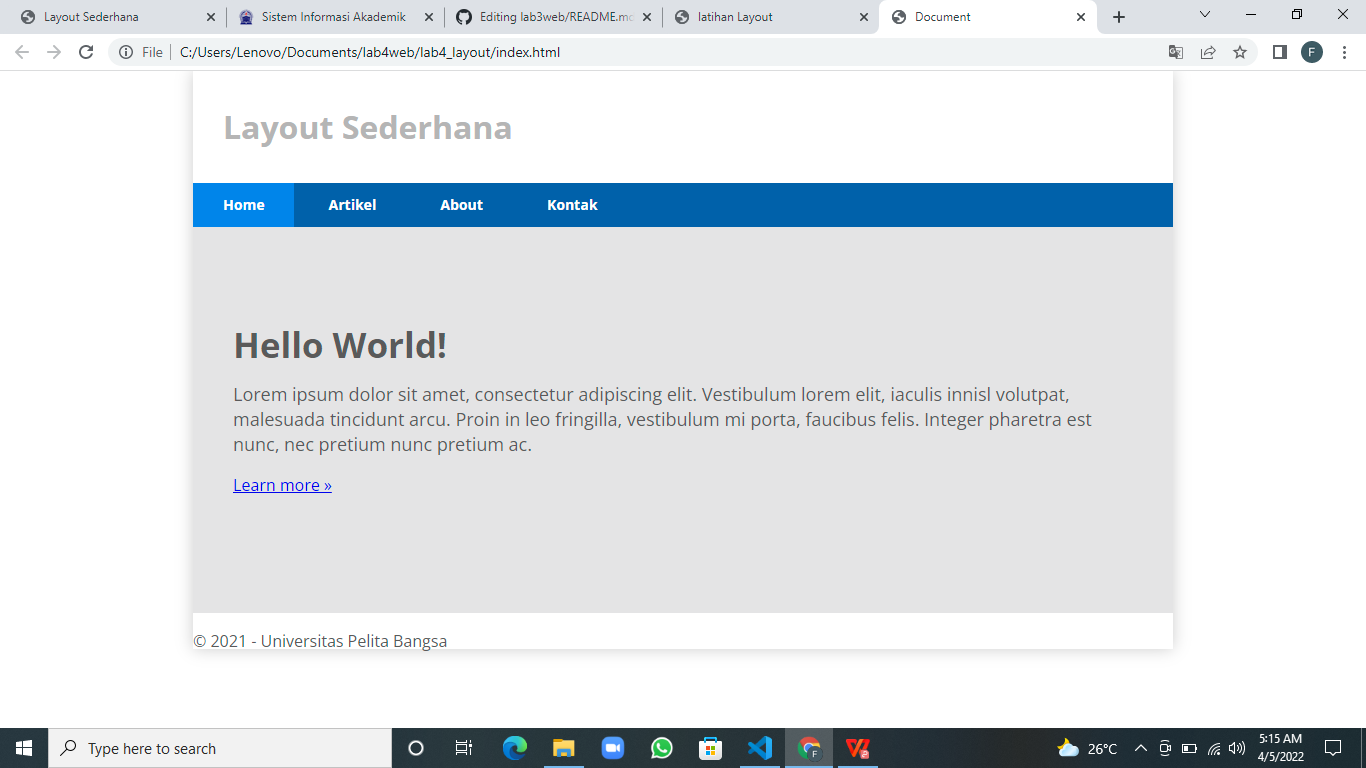 Layout Sederhana
Sistem Informasi Akademik
Editing lab3web/README.md
latihan Layout
Document
File
C:/Users/Lenovo/Documents/lab4web/lab4_layout/index.html
F
Layout Sederhana
Home Artikel About Kontak
Hello World!
Lorem ipsum dolor sit amet, consectetur adipiscing elit. Vestibulum lorem elit, iaculis innisl volutpat,
malesuada tincidunt arcu. Proin in leo fringilla, vestibulum mi porta, faucibus felis. Integer pharetra est
nunc, nec pretium nunc pretium ac.
Learn more »
© 2021 - Universitas Pelita Bangsa
Type here to search
F
26°C
5:15 AM
4/5/2022